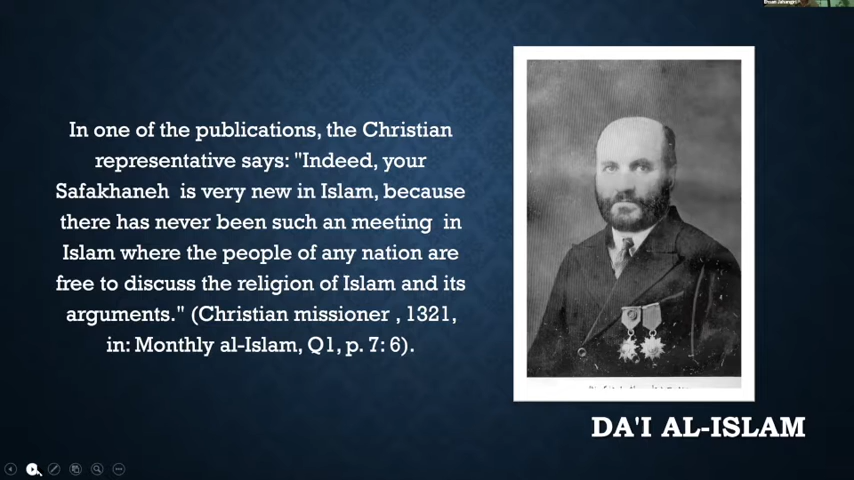 Ehsan Jahangiri
In one of the publications, the Christian
representative says: "Indeed, your
Safakhaneh is very new in Islam, because
there has never been such an meeting in
Islam where the people of any nation are
free to discuss the religion of Islam and its
arguments." (Christian missioner , 1321,
in: Monthly al-Islam, Q1, p. 7: 6).
DA'I AL-ISLAM